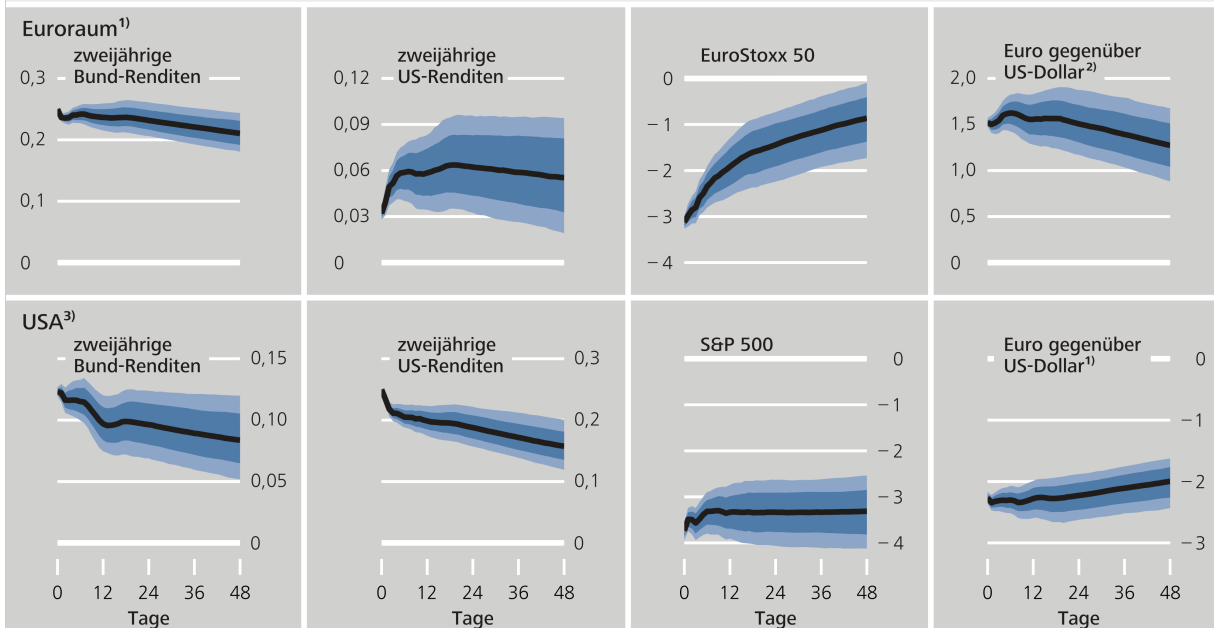 Euroraum¹⁾
zweijährige
Bund-Renditen
0,3
0,2
0,1
0
zweijährige
US-Renditen
0,12
0,09
0,06
0,03
0
EuroStoxx 50
0
−1
−2
−3
−4
Euro gegenüber
US-Dollar²⁾
2,0
1,5
1,0
0,5
0
USA³⁾
zweijährige
Bund-Renditen
0,15
0,10
0,05
0
0 12 24 36 48
Tage
zweijährige
US-Renditen
0,3
0,2
0,1
0
0 12 24 36 48
Tage
S&P 500
0
−1
−2
−3
−4
0 12 24 36 48
Tage
Euro gegenüber
US-Dollar¹⁾
0
−1
−2
−3
0 12 24 36 48
Tage